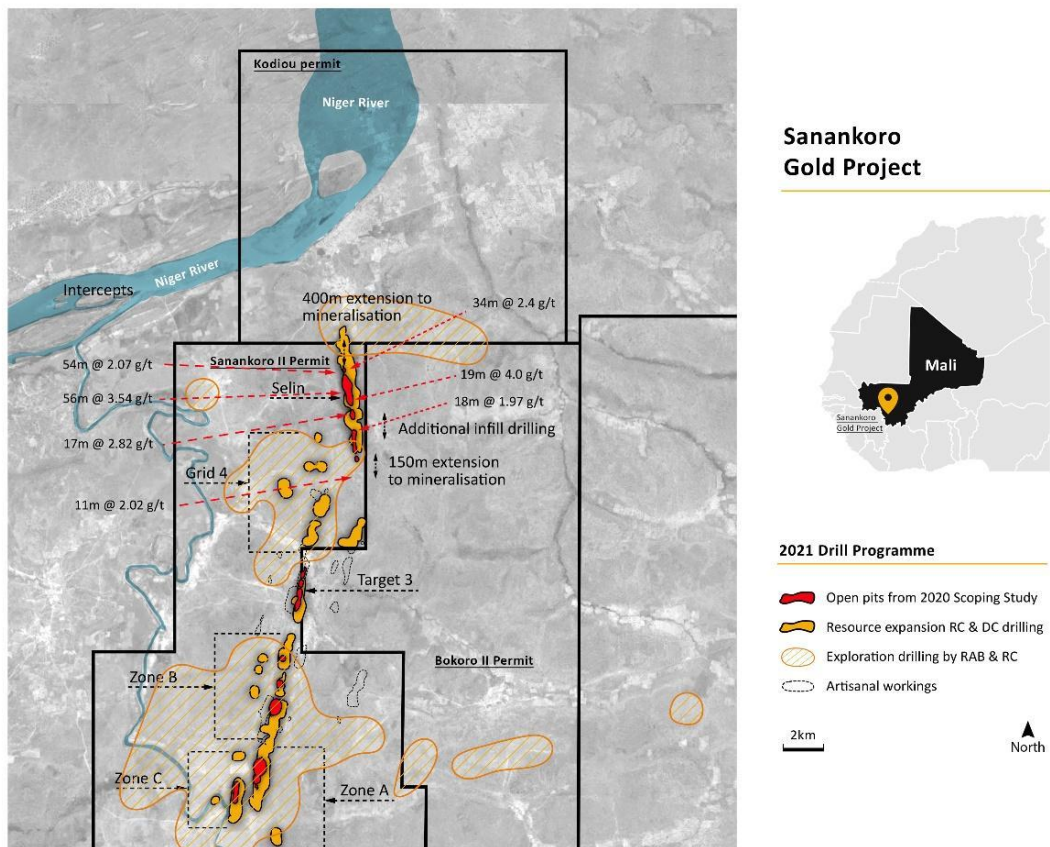 Kodiou permit
Niger River
Niger River
Intercepts
400m extension to
mineralisation
34m @ 2.4 g/t
Sanankoro II Permit
54m @ 2.07 g/t
19m @ 4.0 g/t
Selin
56m @ 3.54 g/t
18m @ 1.97 g/t
Additional infill drilling
17m @ 2.82 g/t
150m extension
to mineralisation
Grid 4
11m @ 2.02 g/t
Target 3
Bokoro II Permit
Zone B
Zone C
Zone A
Sanankoro
Gold Project
Mali
Sanankoro
Gold Project
2021 Drill Programme
Open pits from 2020 Scoping Study
Resource expansion RC & DC drilling
Exploration drilling by RAB & RC
Artisanal workings
2km
North